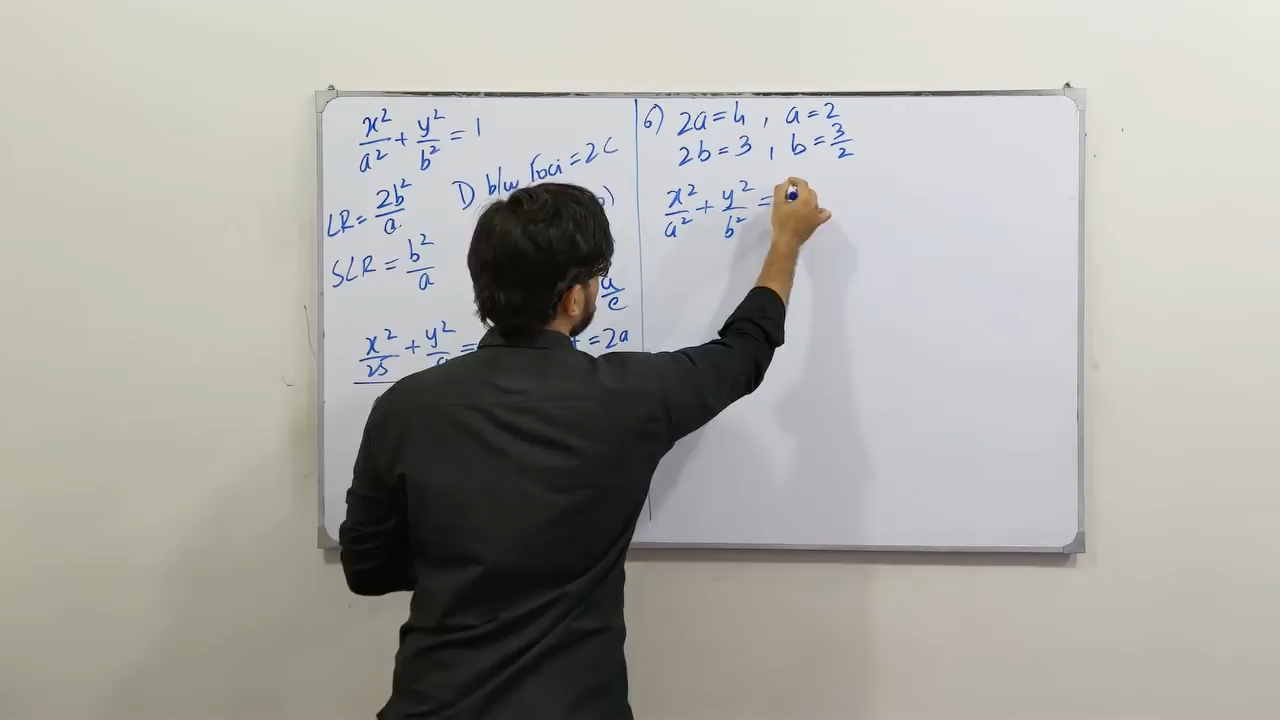 x²/a² + y²/b² = 1
D b/w Foci = 2C
LR = 2b²/a
SLR = b²/a
a/e
x²/25 + y²/ = = 2a
6) 2a = 4 , a = 2
2b = 3 , b = 3/2
x²/a² + y²/b² =